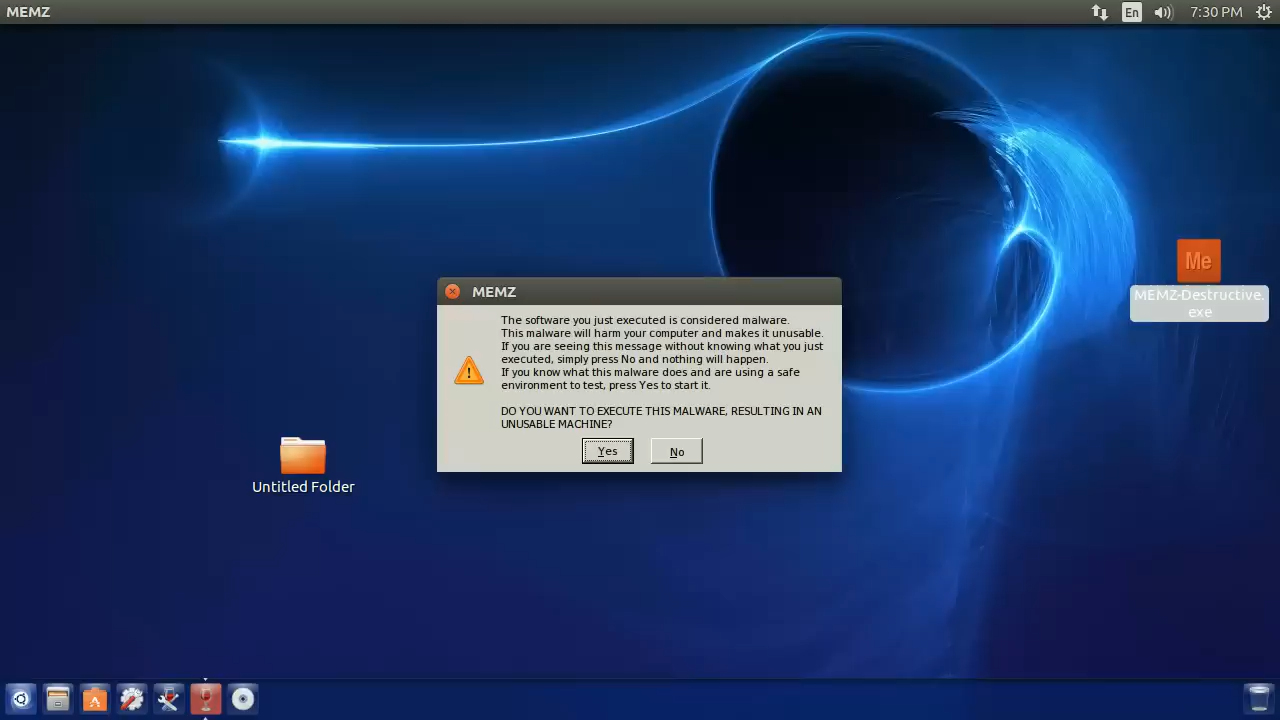 MEMZ
En
7:30 PM
Me
MEMZ-Destructive.
exe
MEMZ
The software you just executed is considered malware.
This malware will harm your computer and makes it unusable.
If you are seeing this message without knowing what you just
executed, simply press No and nothing will happen.
If you know what this malware does and are using a safe
environment to test, press Yes to start it.
DO YOU WANT TO EXECUTE THIS MALWARE, RESULTING IN AN
UNUSABLE MACHINE?
Yes
No
Untitled Folder